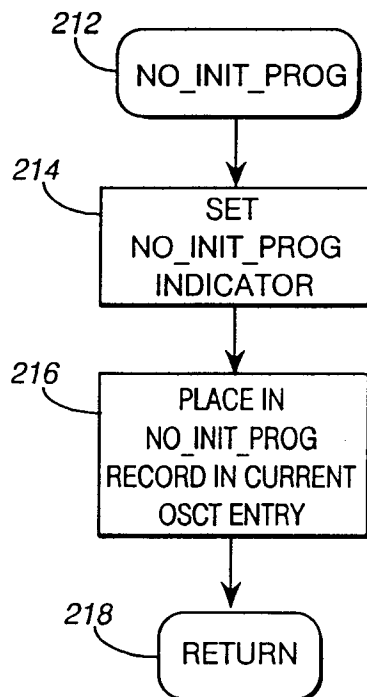 212
NO_INIT_PROG
214
SET
NO_INIT_PROG
INDICATOR
216
PLACE IN
NO_INIT_PROG
RECORD IN CURRENT
OSCT ENTRY
218
RETURN